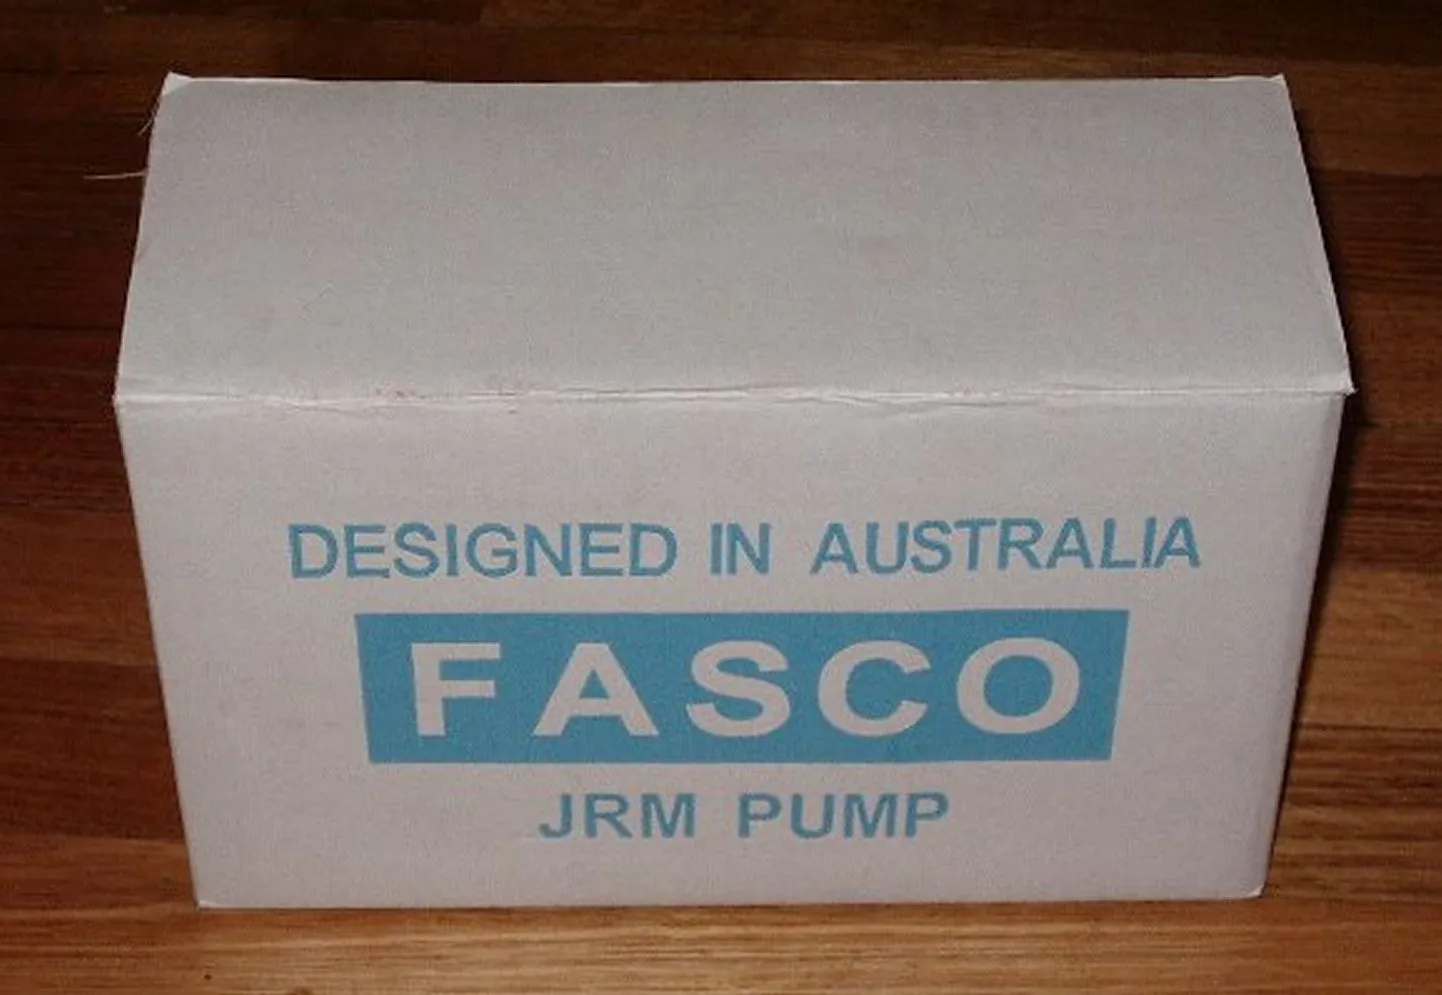 DESIGNED IN AUSTRALIA
FASCO
JRM PUMP